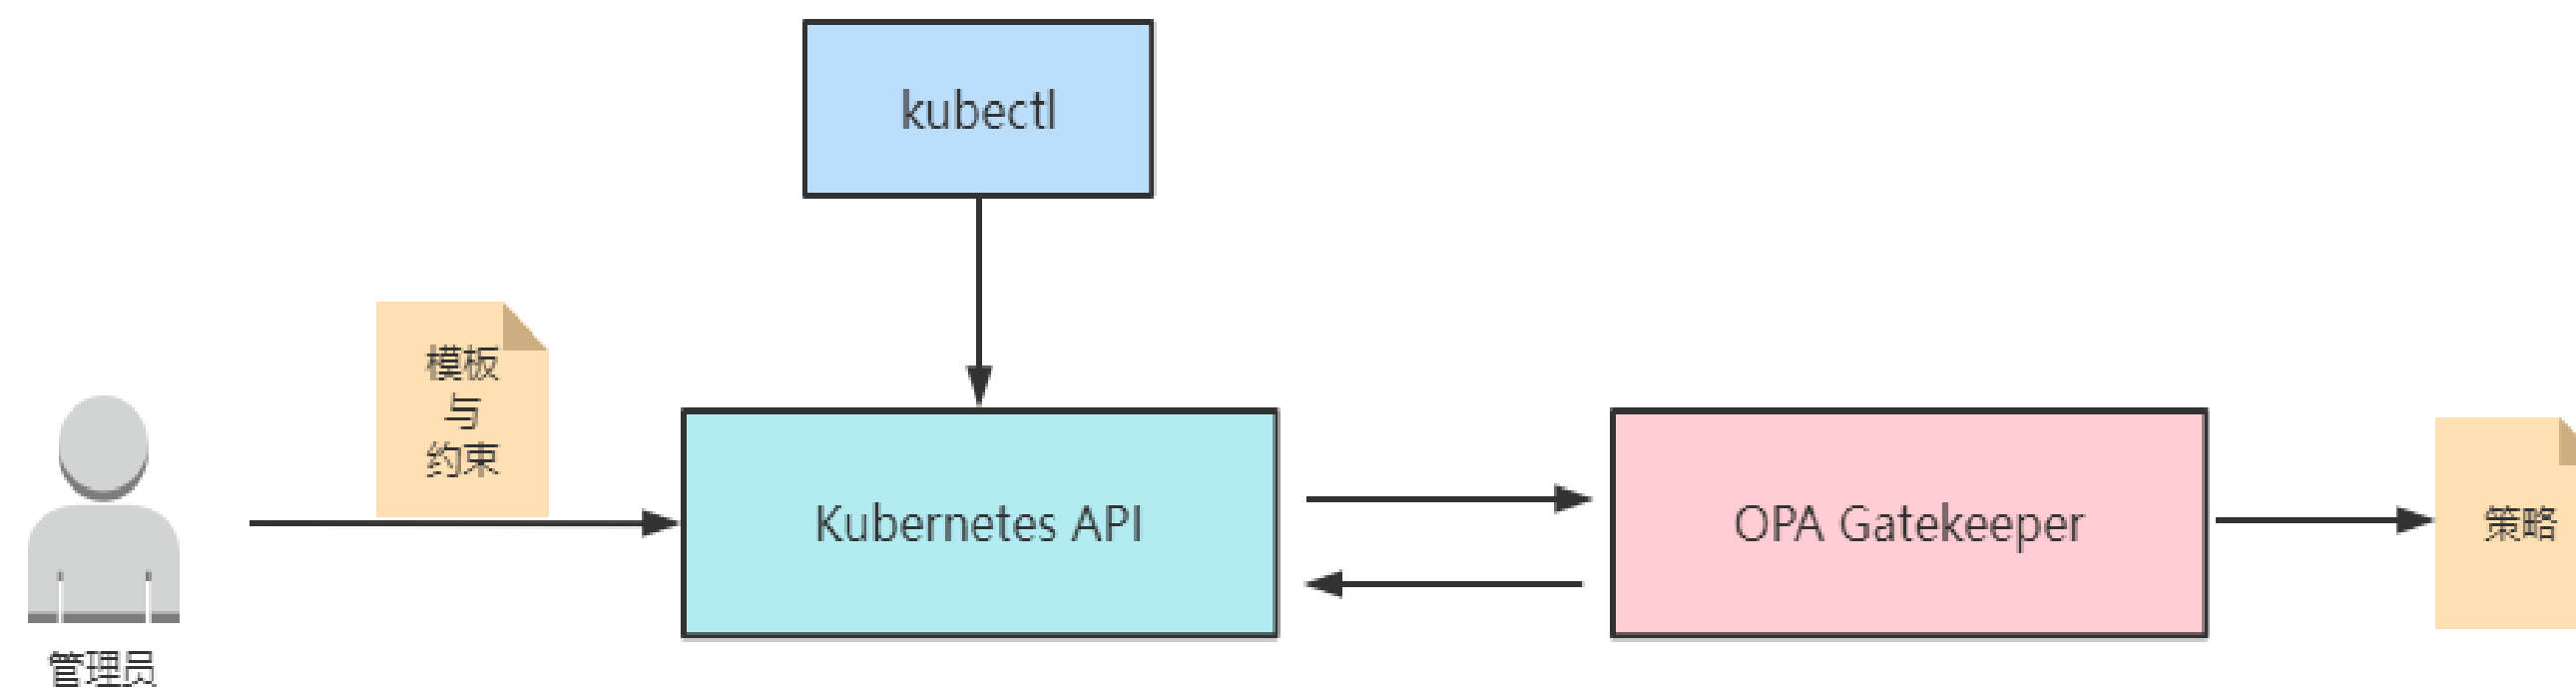 kubectl
模板
与
约束
Kubernetes API
OPA Gatekeeper
策略
管理员